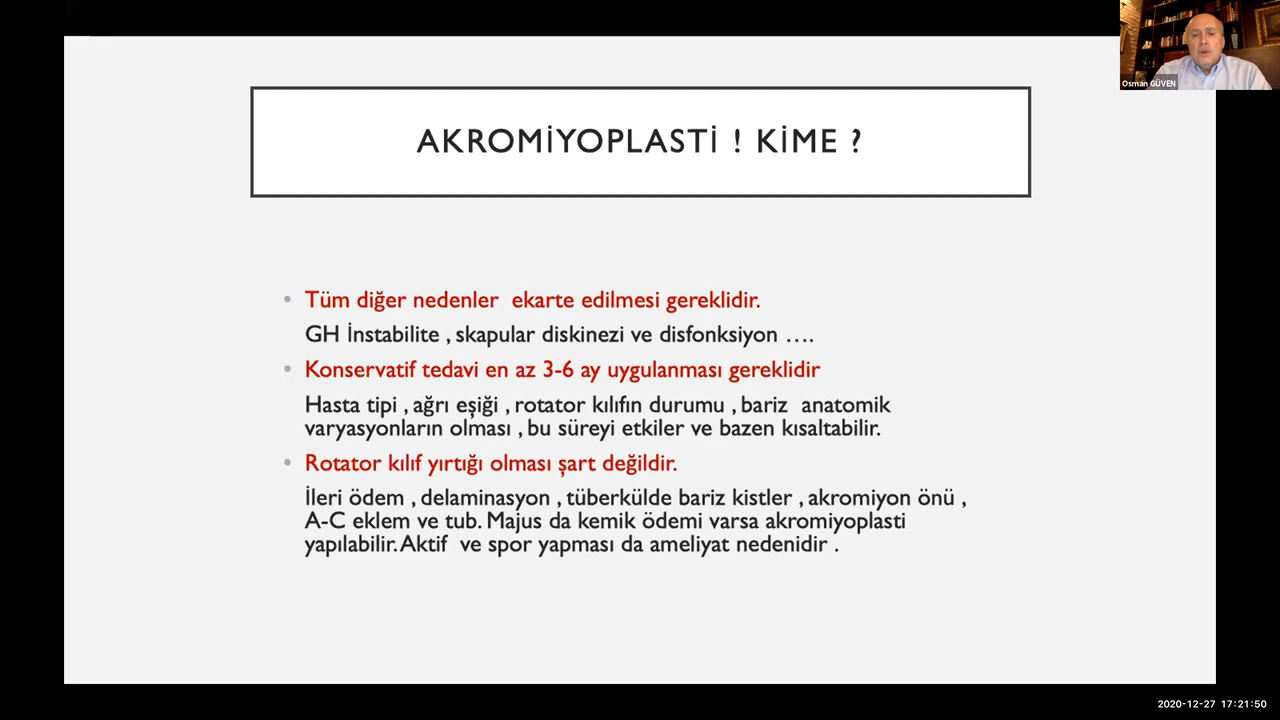 Osman GÜVEN
AKROMİYOPLASTİ ! KİME ?
• Tüm diğer nedenler ekarte edilmesi gereklidir.
GH İnstabilite , skapular diskinezi ve disfonksiyon ….
• Konservatif tedavi en az 3-6 ay uygulanması gereklidir
Hasta tipi , ağrı eşiği , rotator kılıfın durumu , bariz anatomik
varyasyonların olması , bu süreyi etkiler ve bazen kısaltabilir.
• Rotator kılıf yırtığı olması şart değildir.
İleri ödem , delaminasyon , tüberkülde bariz kistler , akromiyon önü ,
A-C eklem ve tub. Majus da kemik ödemi varsa akromiyoplasti
yapılabilir. Aktif ve spor yapması da ameliyat nedenidir .
2020-12-27 17:21:50